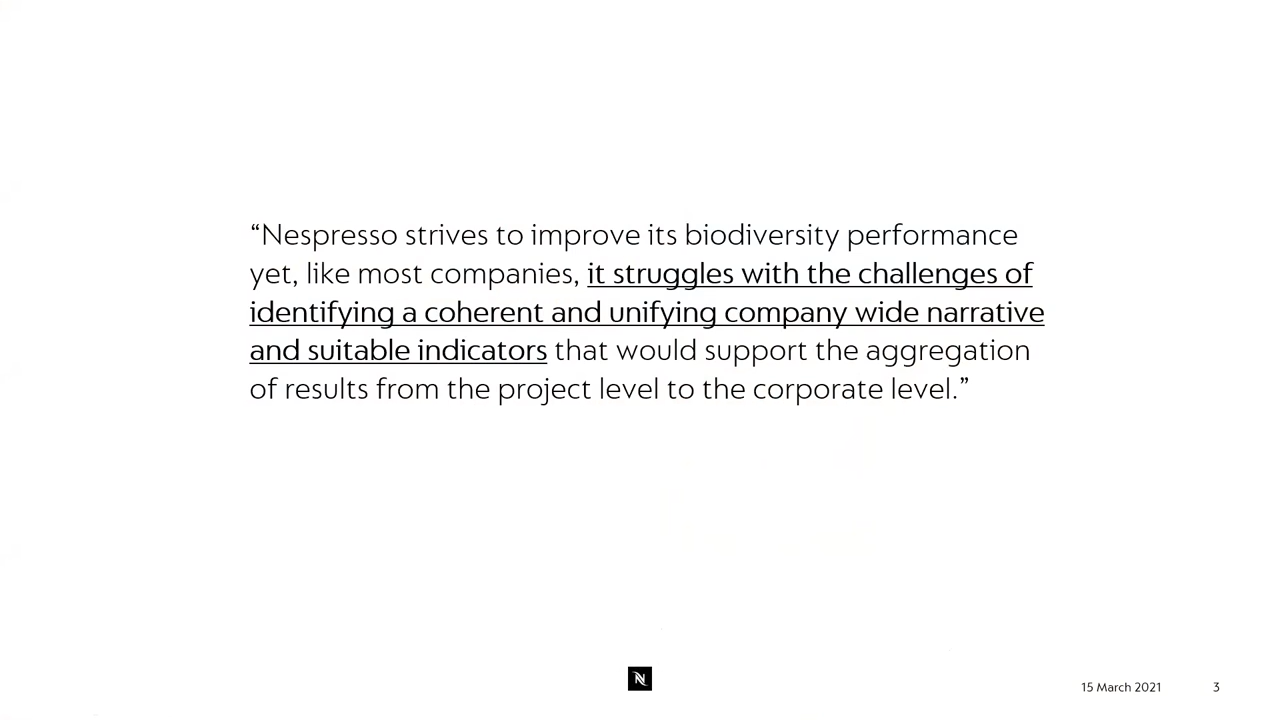 “Nespresso strives to improve its biodiversity performance
yet, like most companies, it struggles with the challenges of
identifying a coherent and unifying company wide narrative
and suitable indicators that would support the aggregation
of results from the project level to the corporate level.”
N
15 March 2021 3